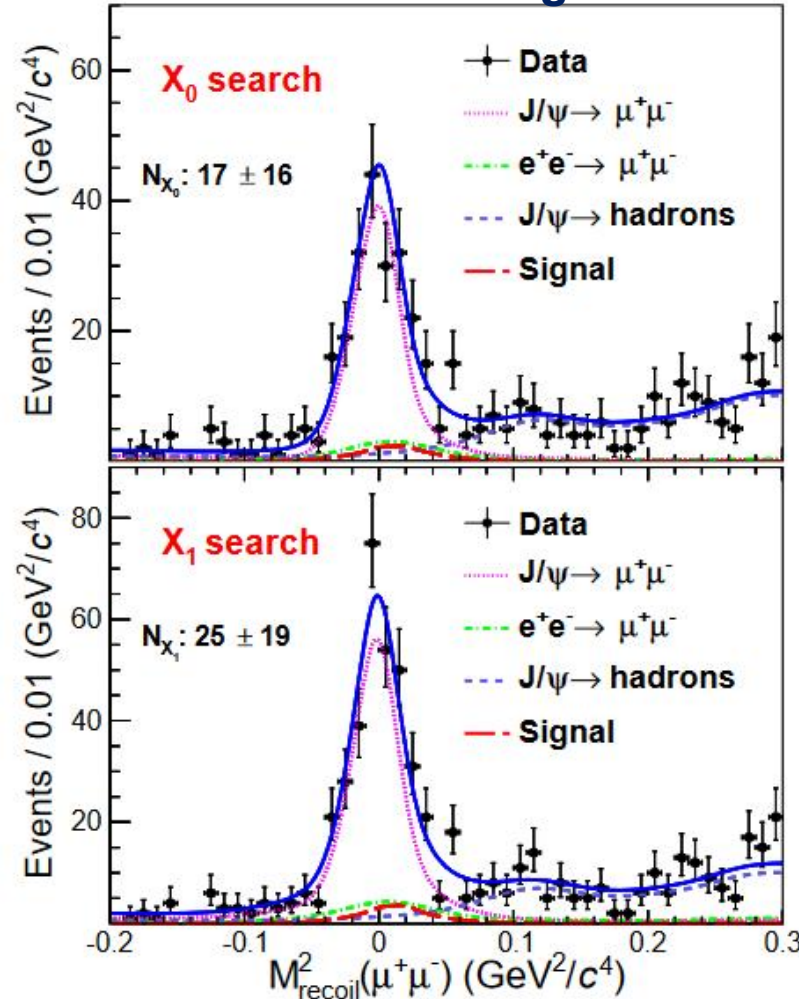 Events / 0.01 (GeV²/c⁴)
60
40
20
X₀ search
N_X₀: 17 ± 16
Data
J/ψ→ μ⁺μ⁻
e⁺e⁻→ μ⁺μ⁻
J/ψ→ hadrons
Signal
Events / 0.01 (GeV²/c⁴)
80
60
40
20
X₁ search
N_X₁: 25 ± 19
Data
J/ψ→ μ⁺μ⁻
e⁺e⁻→ μ⁺μ⁻
J/ψ→ hadrons
Signal
-0.2 -0.1 0 0.1 0.2 0.3
M²recoil(μ⁺μ⁻) (GeV²/c⁴)